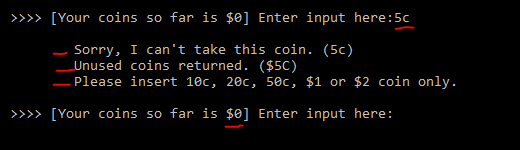 >>>> [Your coins so far is $0] Enter input here:5c
Sorry, I can't take this coin. (5c)
Unused coins returned. ($5C)
Please insert 10c, 20c, 50c, $1 or $2 coin only.
>>>> [Your coins so far is $0] Enter input here: